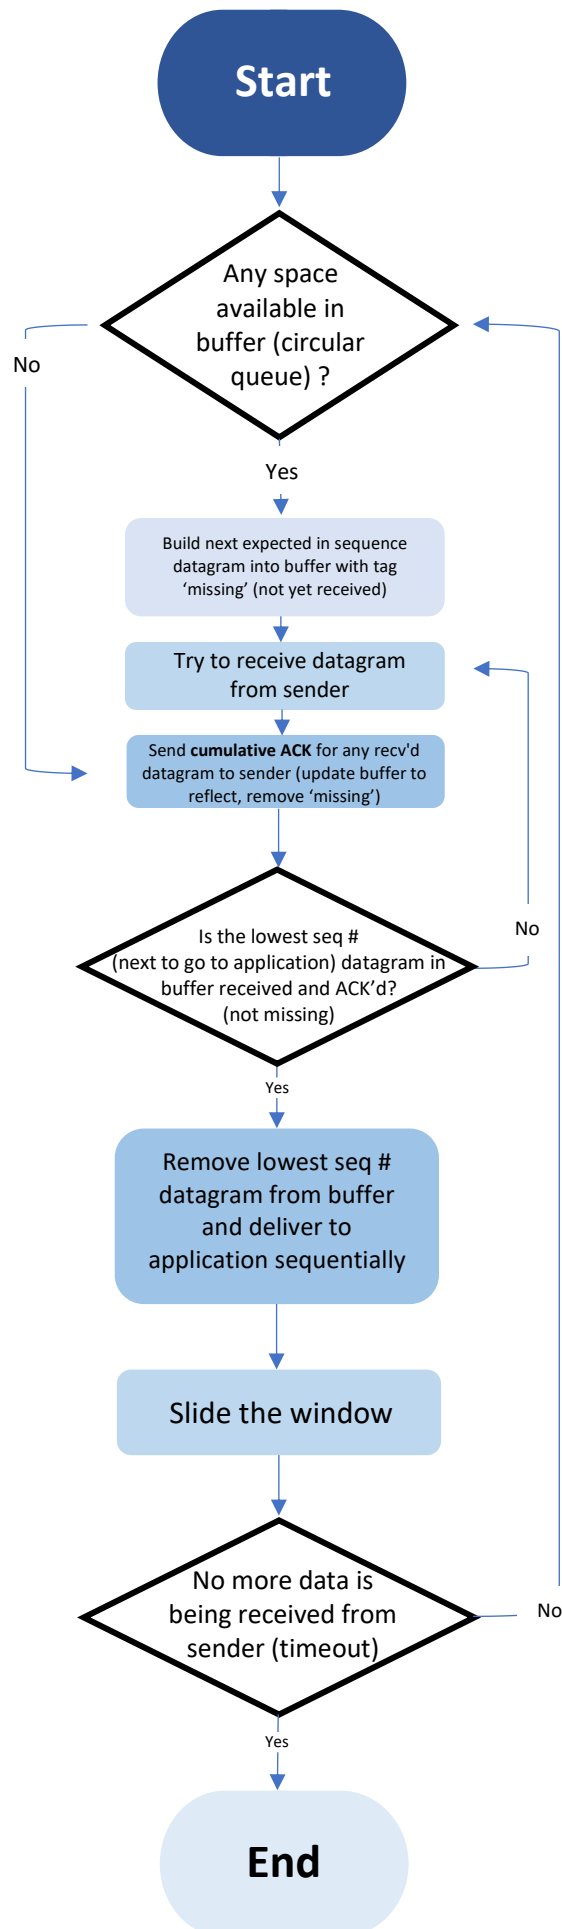 Start
Any space
available in
buffer (circular
queue) ?
No
Yes
Build next expected in sequence
datagram into buffer with tag
‘missing’ (not yet received)
Try to receive datagram
from sender
Send cumulative ACK for any recv'd
datagram to sender (update buffer to
reflect, remove ‘missing’)
Is the lowest seq #
(next to go to application) datagram in
buffer received and ACK’d?
(not missing)
No
Yes
Remove lowest seq #
datagram from buffer
and deliver to
application sequentially
Slide the window
No more data is
being received from
sender (timeout)
No
Yes
End